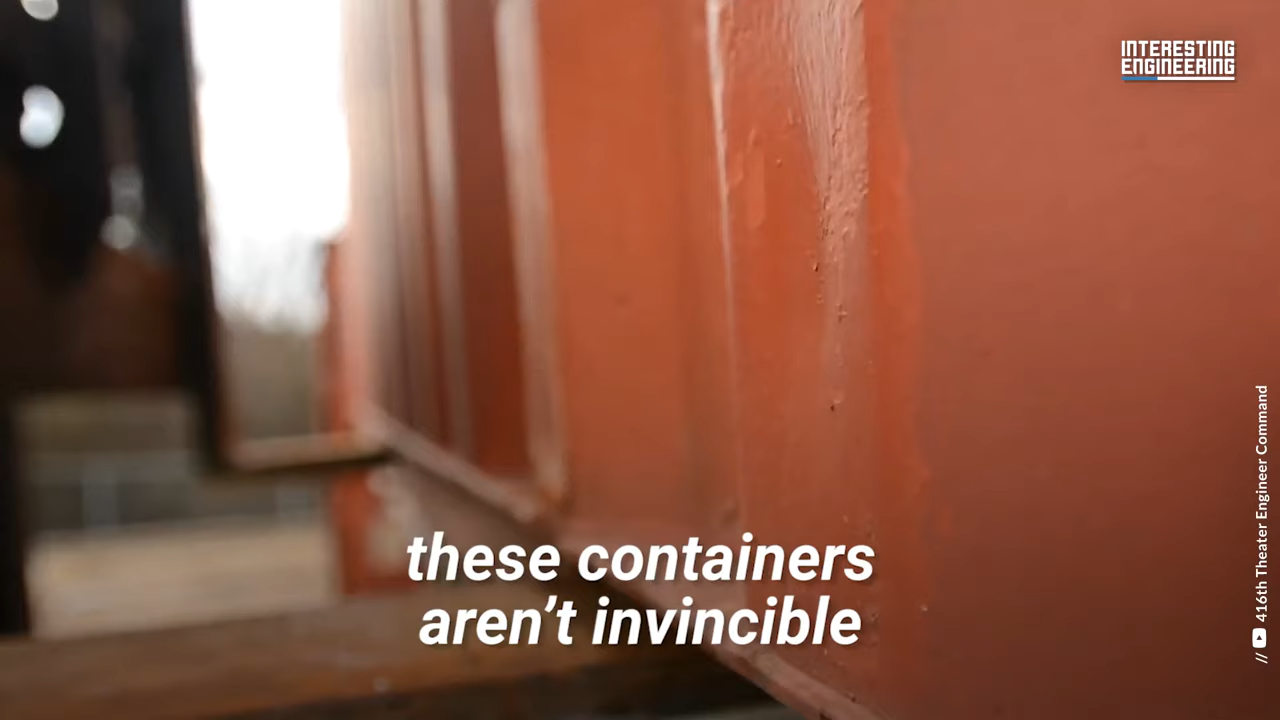 INTERESTING
ENGINEERING
these containers
aren't invincible
// 416th Theater Engineer Command